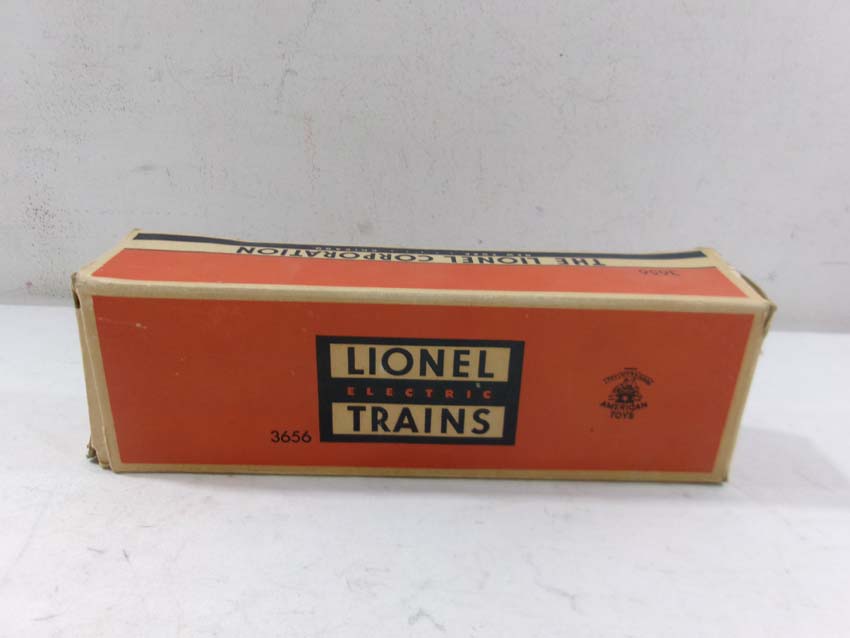 THE LIONEL CORPORATION
3656
LIONEL
ELECTRIC
TRAINS
3656
AMERICAN
TOYS